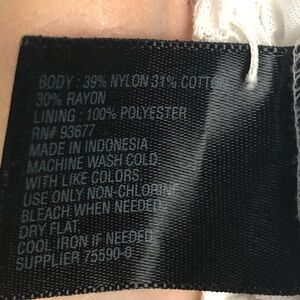 BODY : 39% NYLON 31% COTTON
30% RAYON
LINING : 100% POLYESTER
RN# 93677
MADE IN INDONESIA
MACHINE WASH COLD
WITH LIKE COLORS.
USE ONLY NON-CHLORINE
BLEACH WHEN NEEDED.
DRY FLAT.
COOL IRON IF NEEDED
SUPPLIER 75590-0